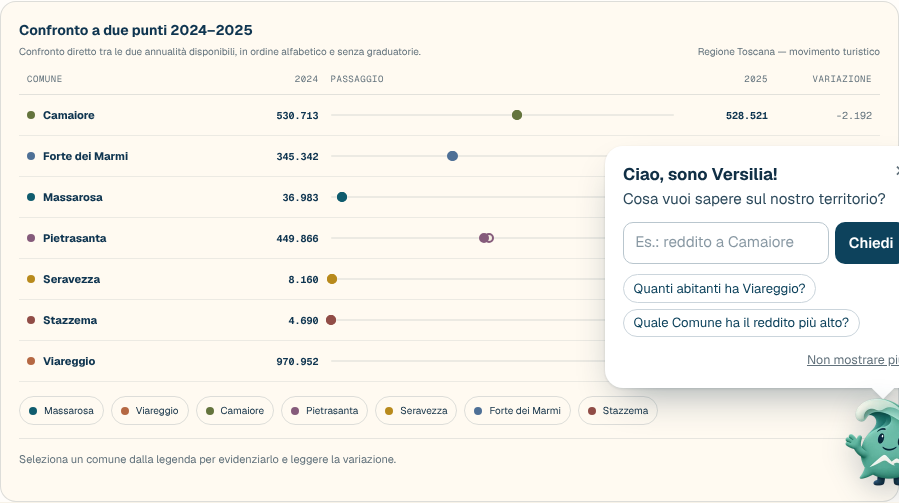 Confronto a due punti 2024–2025
Confronto diretto tra le due annualità disponibili, in ordine alfabetico e senza graduatorie.
Regione Toscana — movimento turistico
COMUNE 2024 PASSAGGIO 2025 VARIAZIONE
Camaiore 530.713 528.521 -2.192
Forte dei Marmi 345.342
Massarosa 36.983
Pietrasanta 449.866
Seravezza 8.160
Stazzema 4.690
Viareggio 970.952
Ciao, sono Versilia!
Cosa vuoi sapere sul nostro territorio?
Es.: reddito a Camaiore
Chiedi
Quanti abitanti ha Viareggio?
Quale Comune ha il reddito più alto?
Non mostrare pi
Massarosa Viareggio Camaiore Pietrasanta Seravezza Forte dei Marmi Stazzema
Seleziona un comune dalla legenda per evidenziarlo e leggere la variazione.